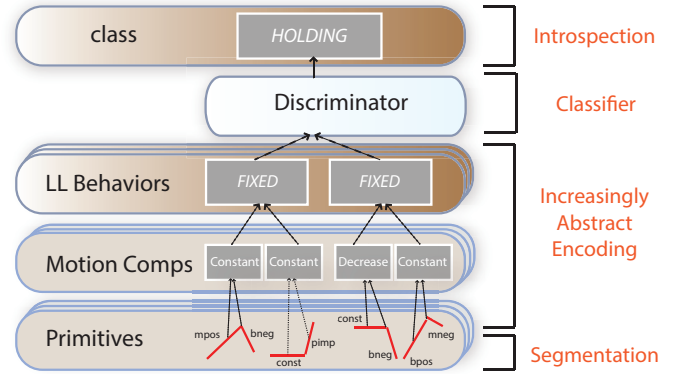 class
HOLDING
Introspection
Discriminator
Classifier
LL Behaviors
FIXED
FIXED
Increasingly
Abstract
Encoding
Motion Comps
Constant
Constant
Decrease
Constant
Primitives
mpos
bneg
const
pimp
const
bneg
bpos
mneg
Segmentation